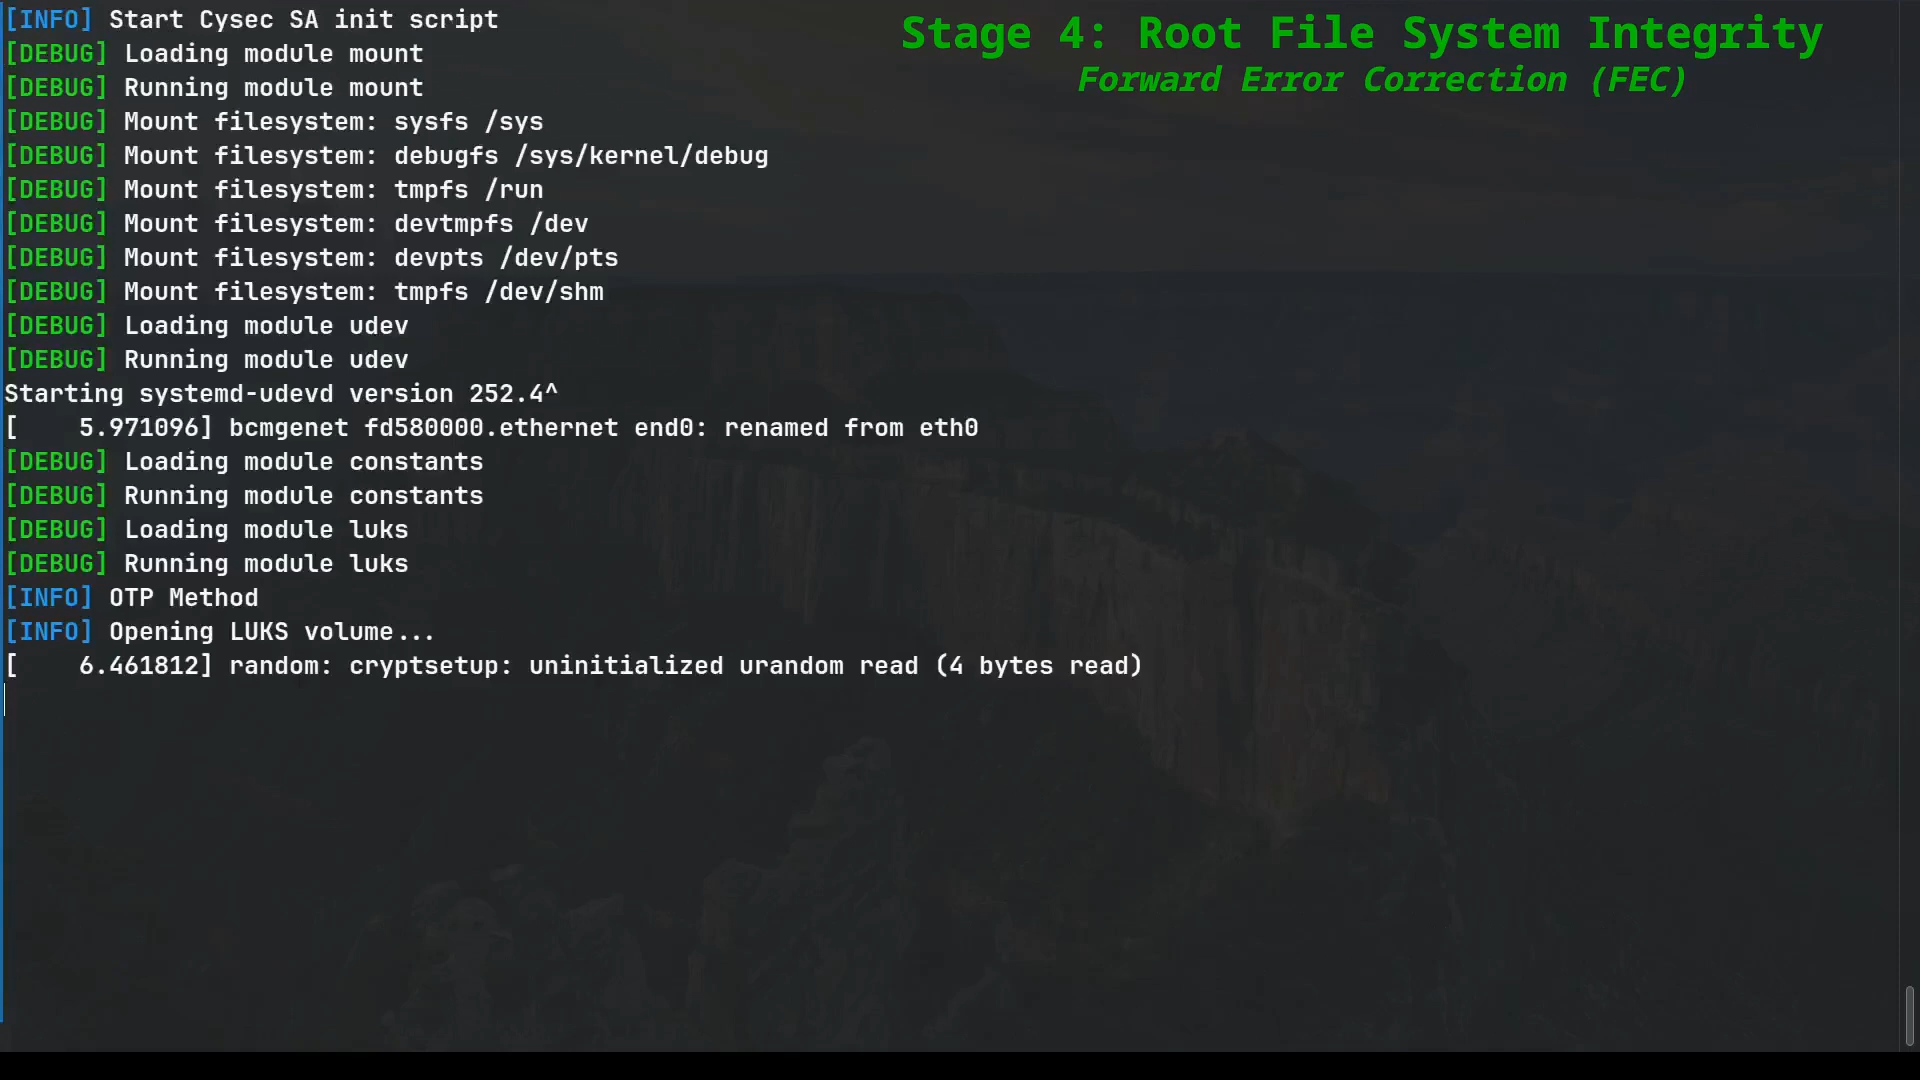 [INFO] Start Cysec SA init script
Stage 4: Root File System Integrity
Forward Error Correction (FEC)
[DEBUG] Loading module mount
[DEBUG] Running module mount
[DEBUG] Mount filesystem: sysfs /sys
[DEBUG] Mount filesystem: debugfs /sys/kernel/debug
[DEBUG] Mount filesystem: tmpfs /run
[DEBUG] Mount filesystem: devtmpfs /dev
[DEBUG] Mount filesystem: devpts /dev/pts
[DEBUG] Mount filesystem: tmpfs /dev/shm
[DEBUG] Loading module udev
[DEBUG] Running module udev
Starting systemd-udevd version 252.4^
[    5.971096] bcmgenet fd580000.ethernet end0: renamed from eth0
[DEBUG] Loading module constants
[DEBUG] Running module constants
[DEBUG] Loading module luks
[DEBUG] Running module luks
[INFO] OTP Method
[INFO] Opening LUKS volume...
[    6.461812] random: cryptsetup: uninitialized urandom read (4 bytes read)